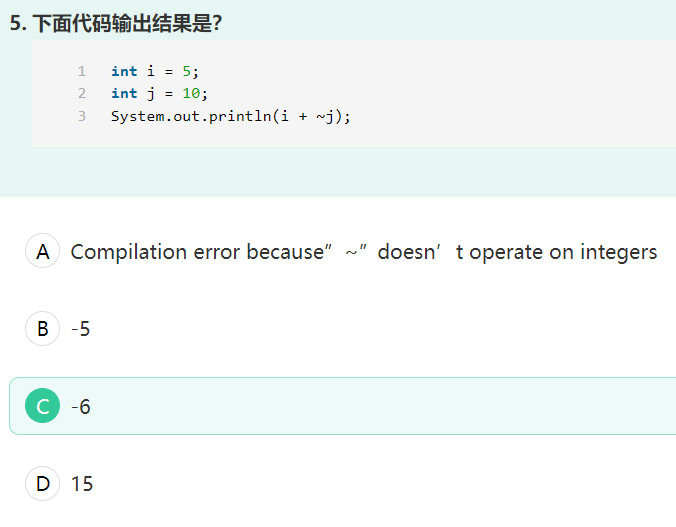 5. 下面代码输出结果是?
1 int i = 5;
2 int j = 10;
3 System.out.println(i + ~j);
A Compilation error because” ~” doesn’ t operate on integers
B -5
C -6
D 15